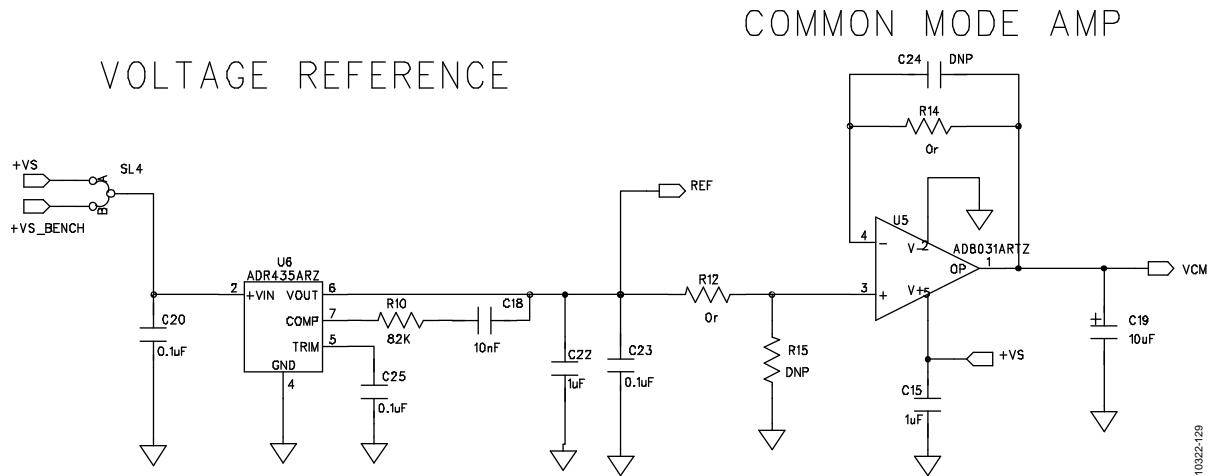 COMMON MODE AMP
VOLTAGE REFERENCE
C24
DNP
R14
0r
+VS
SL4
A
B
+VS_BENCH
REF
U5
4
-
V-
2
AD8031ARTZ
OP
1
VCM
3
+
V+
5
U6
ADR435ARZ
2
+VIN
VOUT
6
COMP
7
TRIM
5
GND
4
R10
82K
C18
10nF
R12
0r
C20
0.1uF
C25
0.1uF
C22
1uF
C23
0.1uF
R15
DNP
+VS
C15
1uF
+
C19
10uF
10322-129